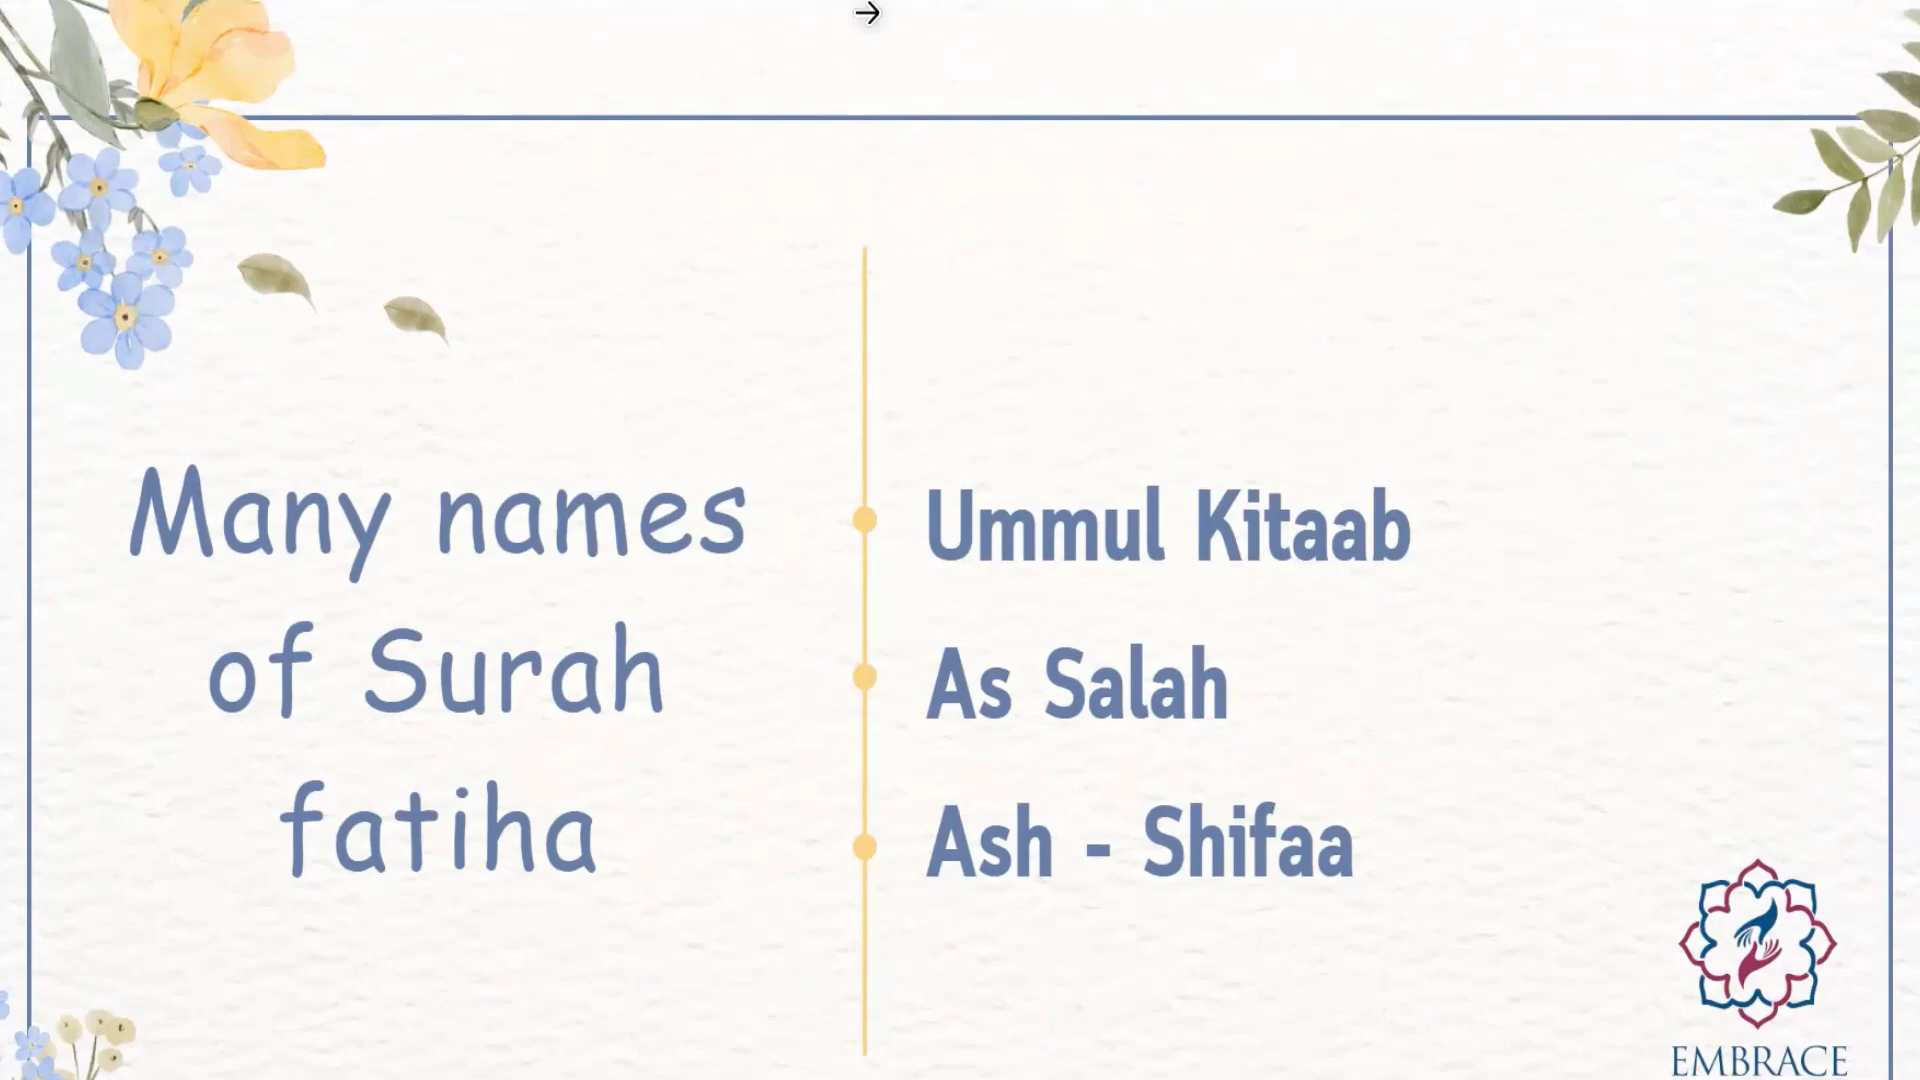 Many names
of Surah
fatiha
Ummul Kitaab
As Salah
Ash - Shifaa
EMBRACE